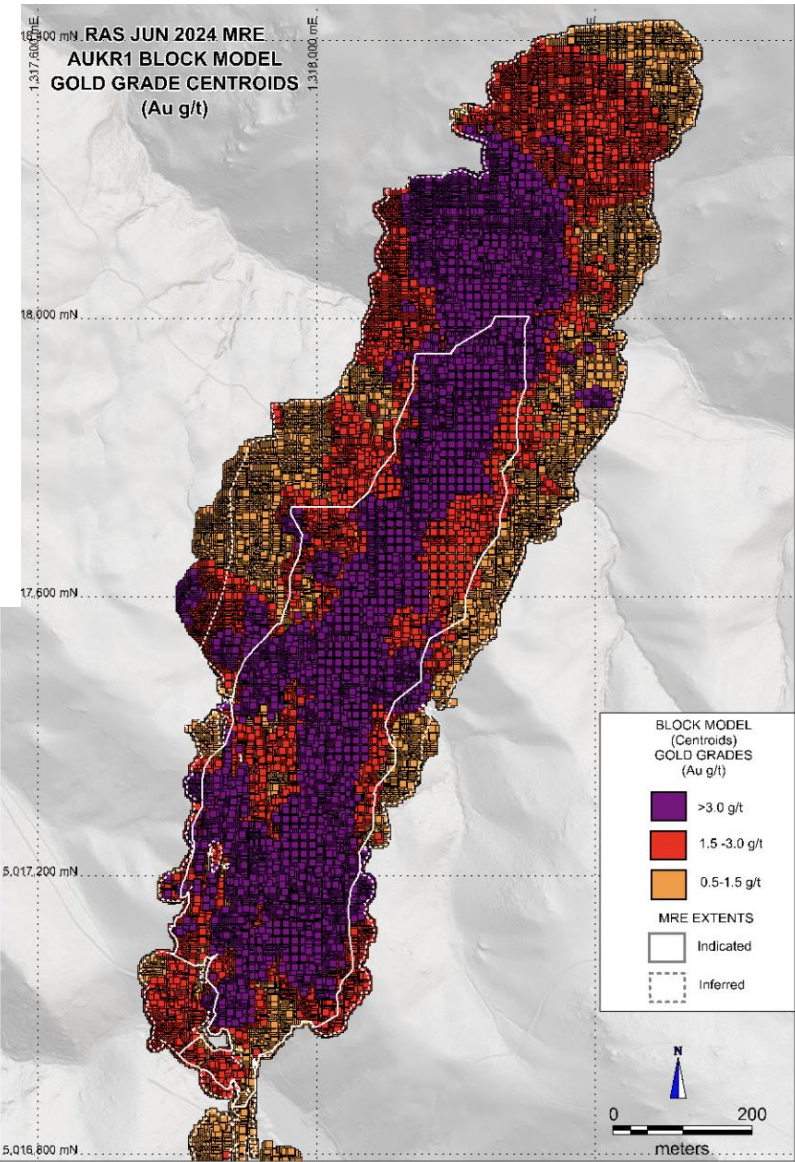 RAS JUN 2024 MRE
AUKR1 BLOCK MODEL
GOLD GRADE CENTROIDS
(Au g/t)
1,317,600 mE
1,318,000 mE
18,000 mN
17,600 mN
5,017,200 mN
5,016,800 mN
BLOCK MODEL
(Centroids)
GOLD GRADES
(Au g/t)
>3.0 g/t
1.5 -3.0 g/t
0.5-1.5 g/t
MRE EXTENTS
Indicated
Inferred
N
0 200
meters